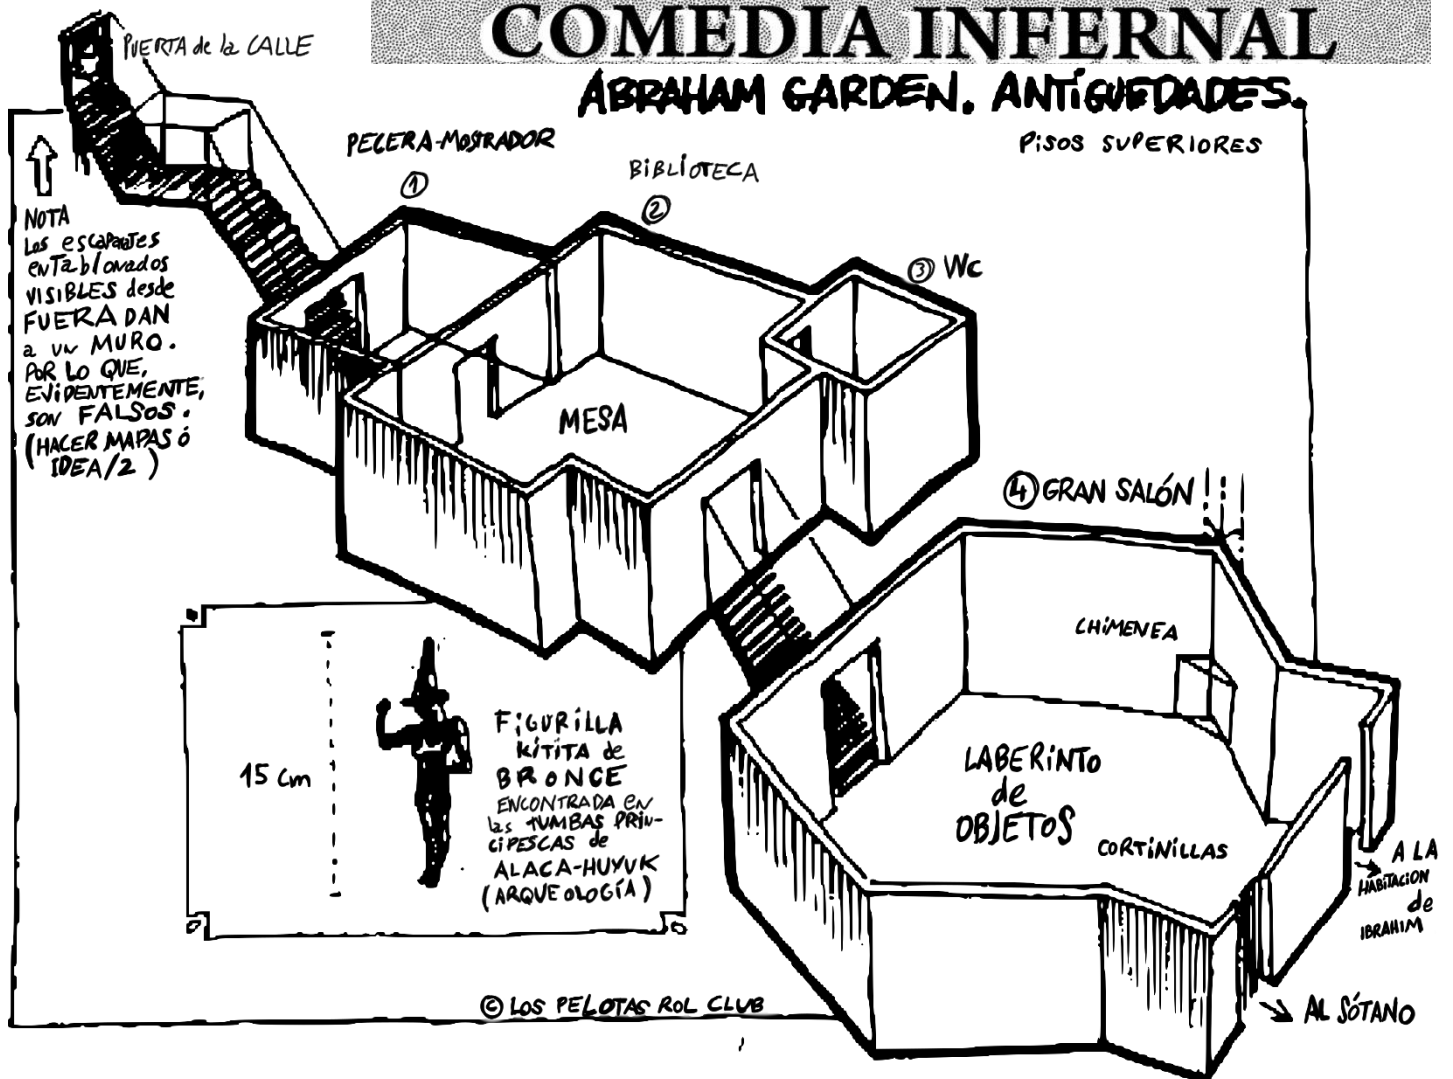 COMEDIA INFERNAL
ABRAHAM GARDEN. ANTIGUEDADES.
PISOS SUPERIORES
PUERTA de la CALLE
PECERA-MOSTRADOR
①
BIBLIOTECA
②
③ WC
NOTA
Los escaparates
entablonados
VISIBLES desde
FUERA DAN
a un MURO.
POR LO QUE,
EVIDENTEMENTE,
SON FALSOS.
(HACER MAPAS Ó
IDEA/2)
MESA
④ GRAN SALÓN
CHIMENEA
LABERINTO
de
OBJETOS
CORTINILLAS
A LA
HABITACION
de
IBRAHIM
AL SÓTANO
15 cm
FIGURILLA
KITITA de
BRONCE
ENCONTRADA EN
las TUMBAS PRIN-
CIPESCAS de
ALACA-HUYUK
(ARQUEOLOGÍA)
© LOS PELOTAS ROL CLUB